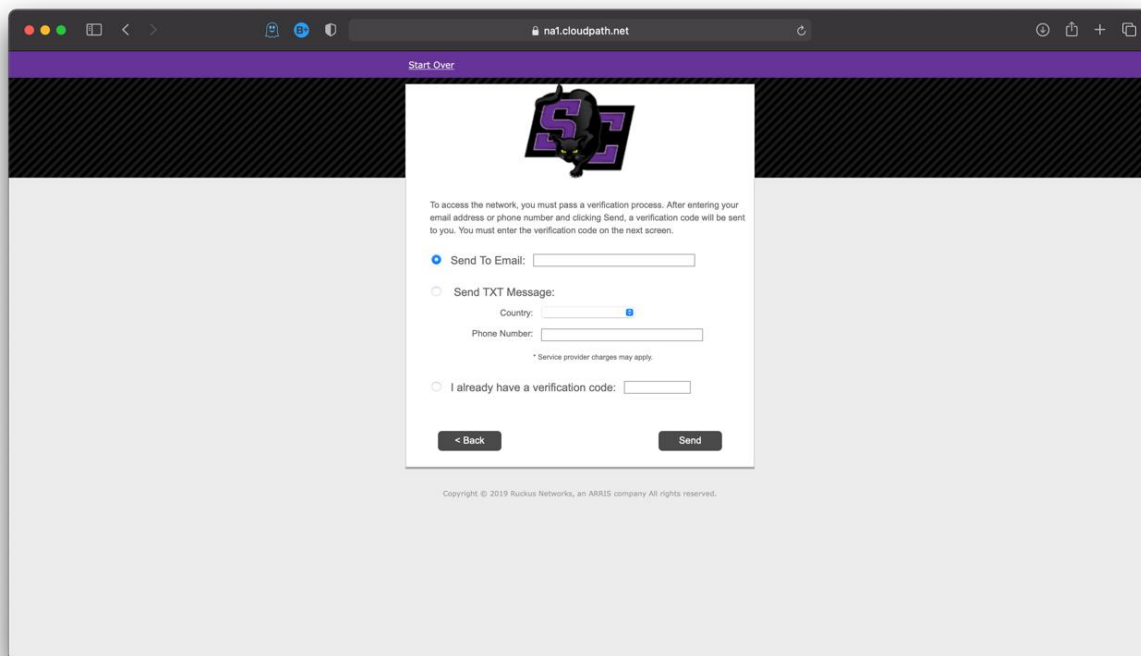 na1.cloudpath.net
Start Over
SC
To access the network, you must pass a verification process. After entering your
email address or phone number and clicking Send, a verification code will be sent
to you. You must enter the verification code on the next screen.
Send To Email:
Send TXT Message:
Country:
Phone Number:
* Service provider charges may apply.
I already have a verification code:
< Back
Send
Copyright © 2019 Ruckus Networks, an ARRIS company All rights reserved.